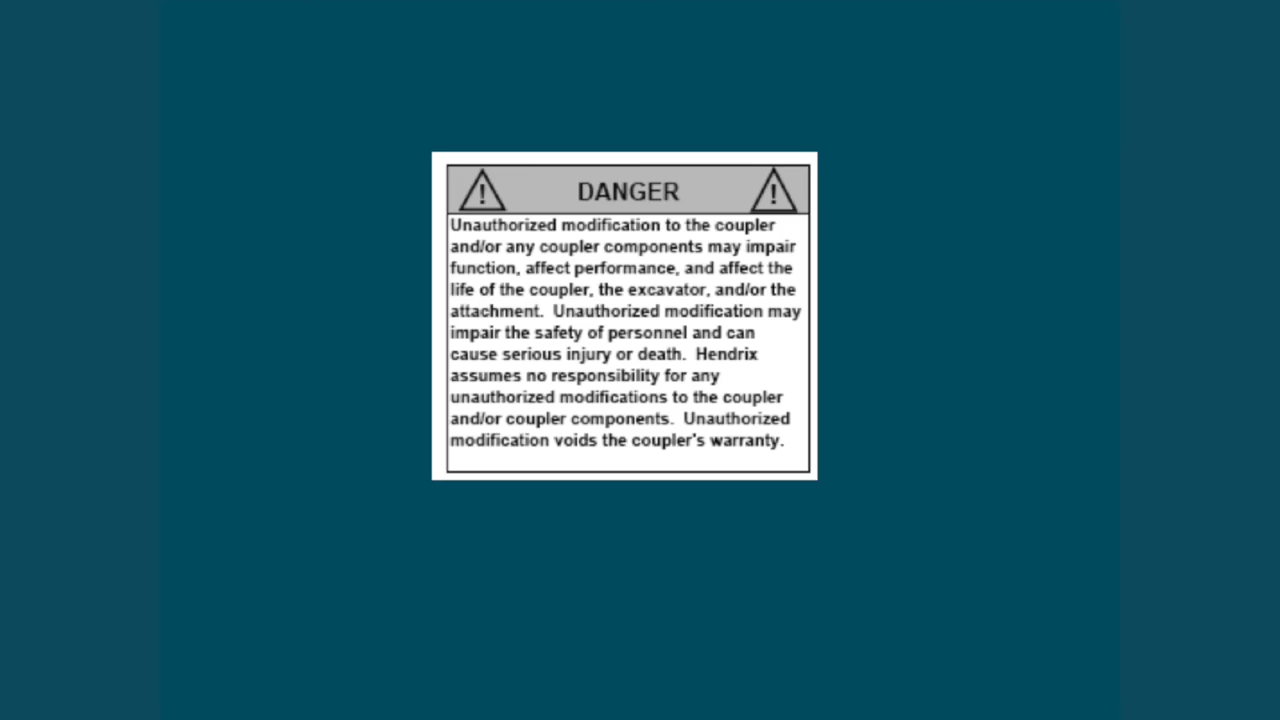 DANGER
Unauthorized modification to the coupler
and/or any coupler components may impair
function, affect performance, and affect the
life of the coupler, the excavator, and/or the
attachment.  Unauthorized modification may
impair the safety of personnel and can
cause serious injury or death.  Hendrix
assumes no responsibility for any
unauthorized modifications to the coupler
and/or coupler components.  Unauthorized
modification voids the coupler's warranty.